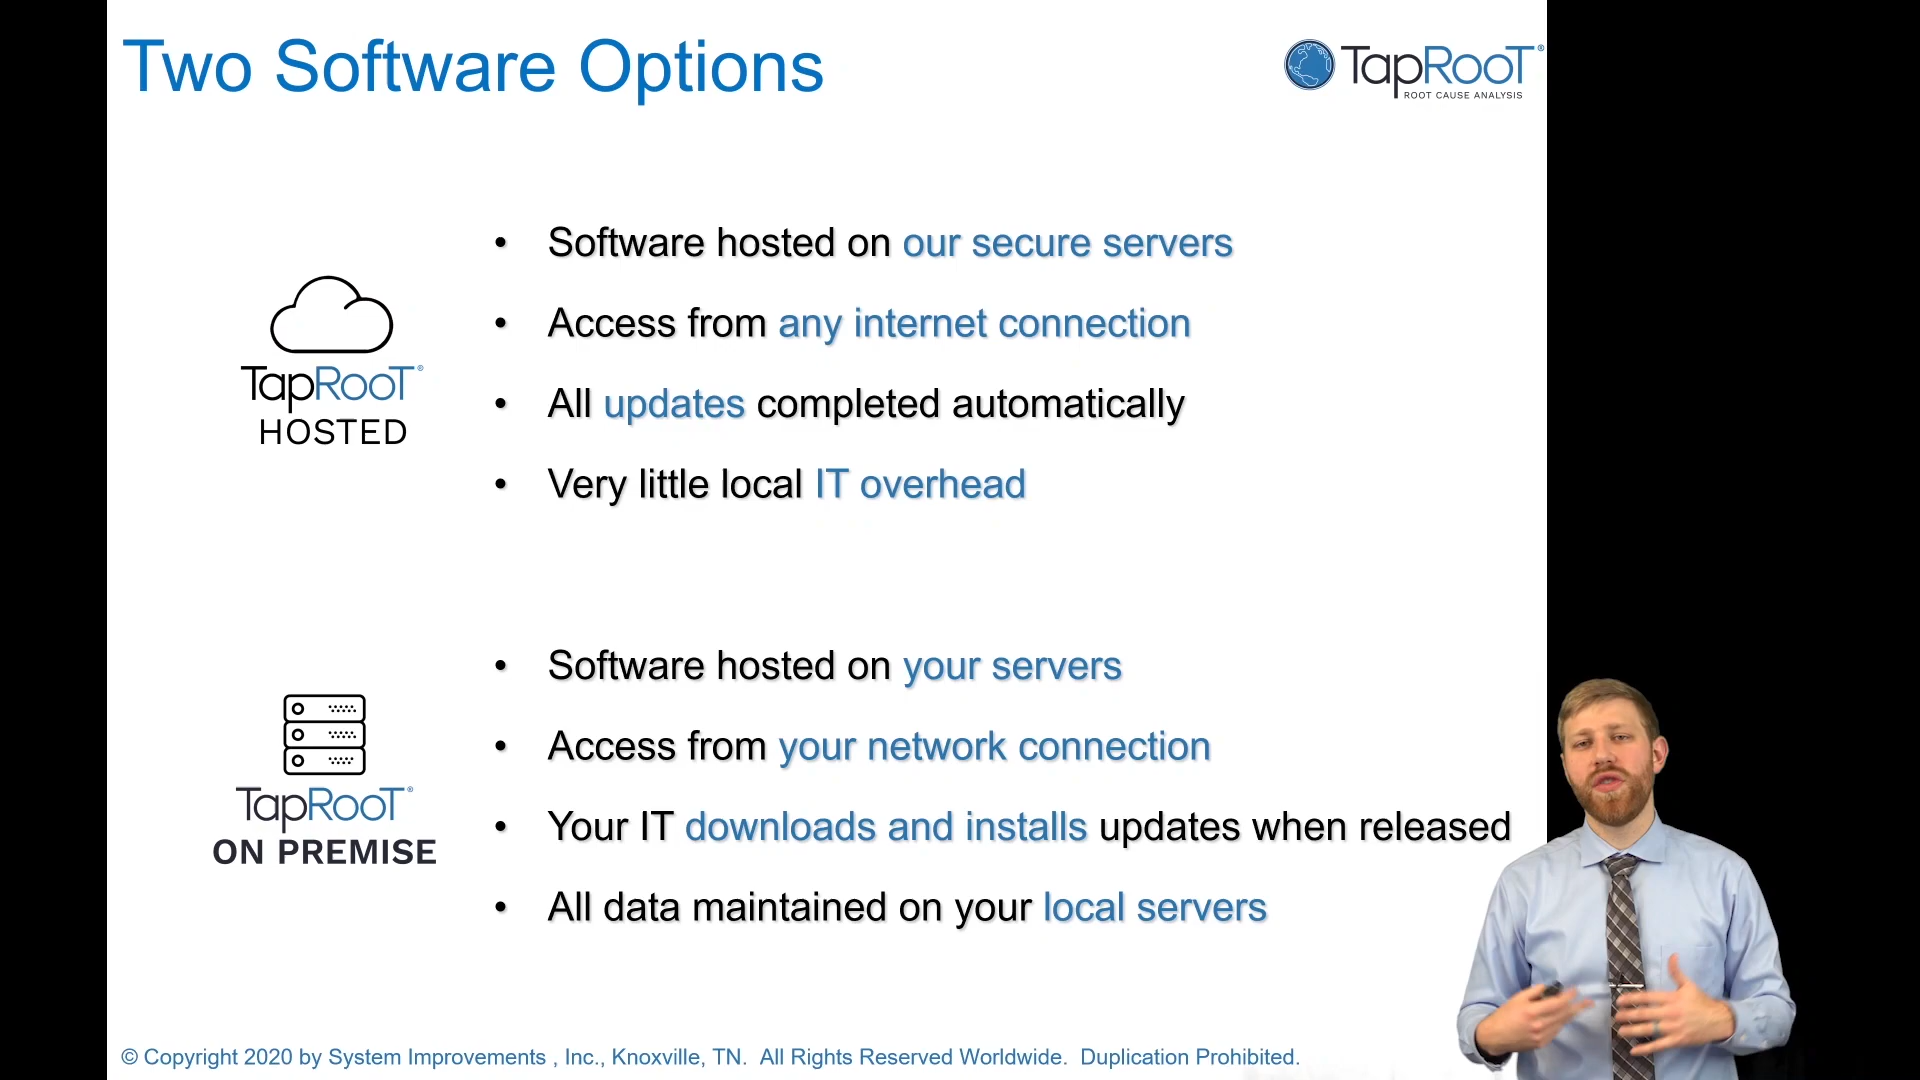 Two Software Options
TapRooT®
ROOT CAUSE ANALYSIS
• Software hosted on our secure servers
• Access from any internet connection
• All updates completed automatically
• Very little local IT overhead
TapRooT®
HOSTED
• Software hosted on your servers
• Access from your network connection
• Your IT downloads and installs updates when released
• All data maintained on your local servers
TapRooT®
ON PREMISE
© Copyright 2020 by System Improvements , Inc., Knoxville, TN. All Rights Reserved Worldwide. Duplication Prohibited.